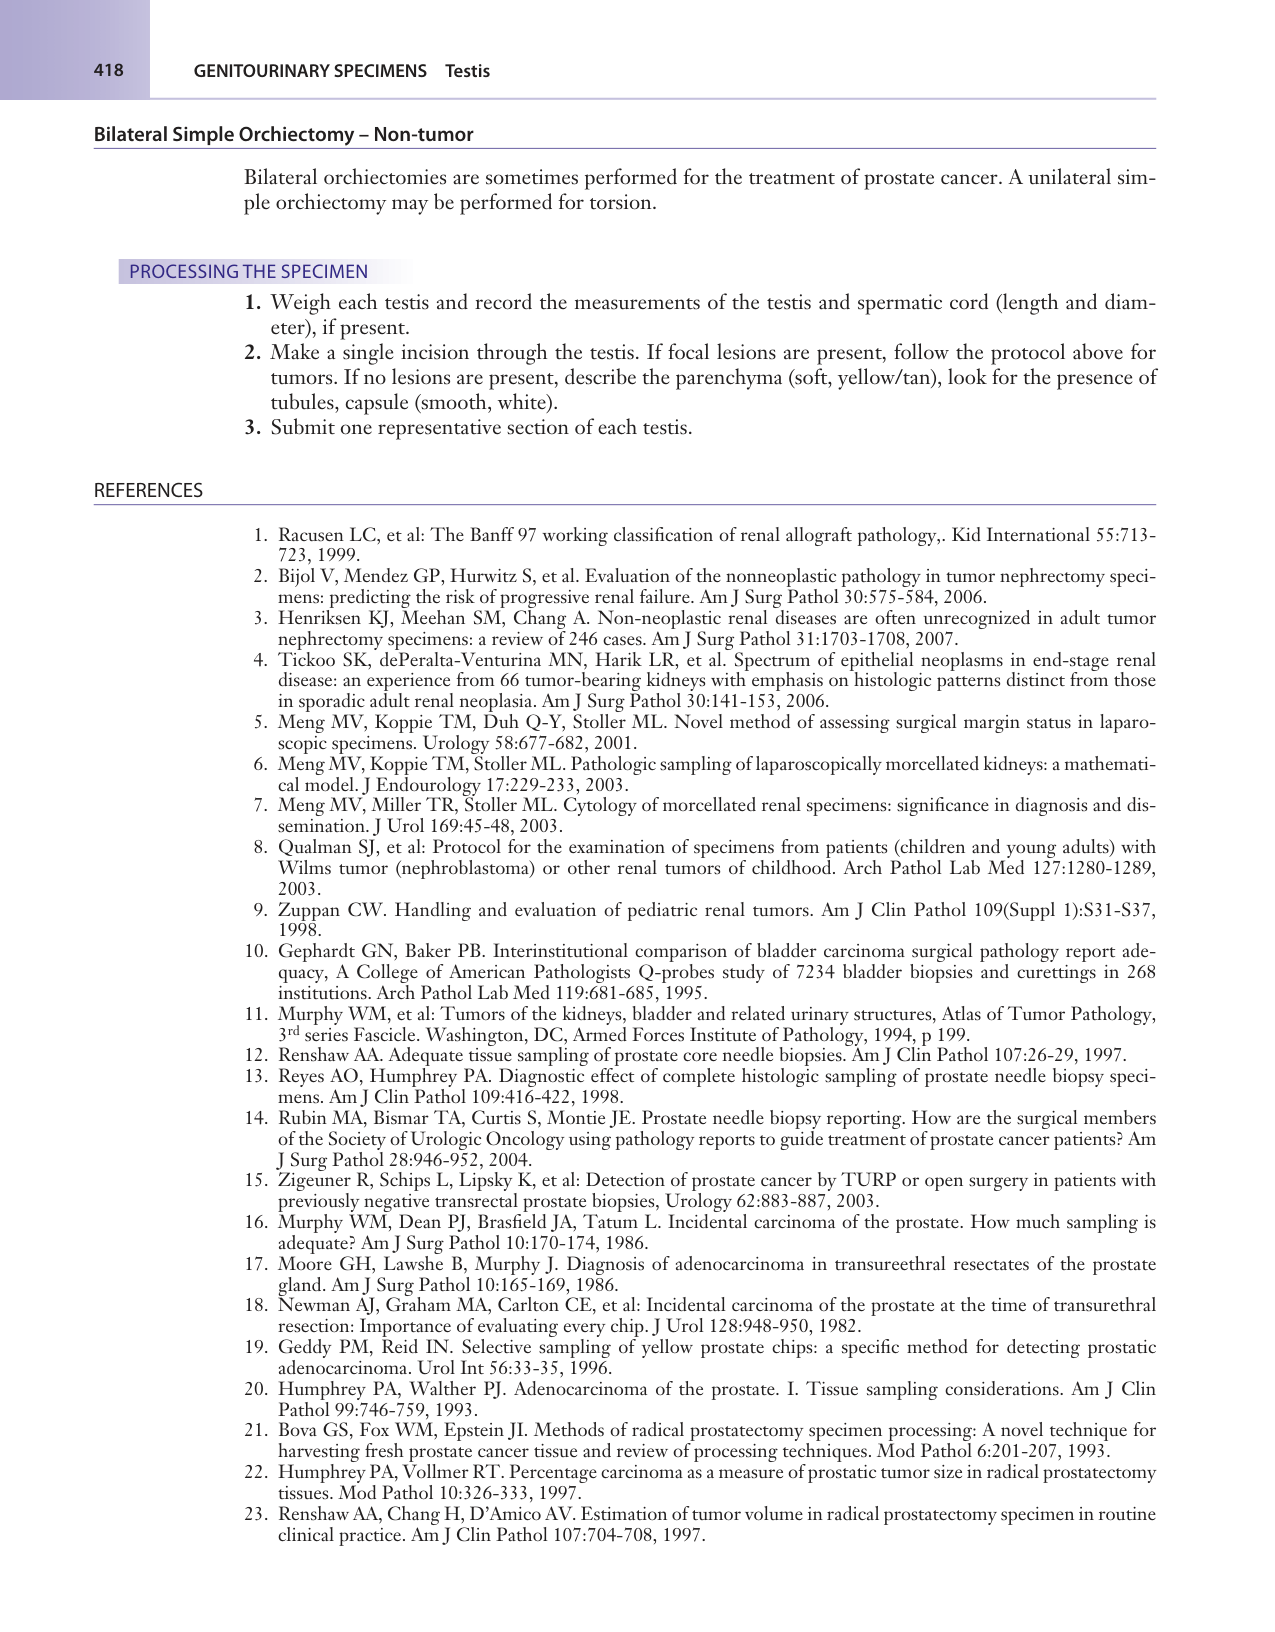 418
GENITOURINARY SPECIMENS Testis
Bilateral Simple Orchiectomy – Non-tumor
Bilateral orchiectomies are sometimes performed for the treatment of prostate cancer. A unilateral sim-
ple orchiectomy may be performed for torsion.
PROCESSING THE SPECIMEN
1. Weigh each testis and record the measurements of the testis and spermatic cord (length and diam-
eter), if present.
2. Make a single incision through the testis. If focal lesions are present, follow the protocol above for
tumors. If no lesions are present, describe the parenchyma (soft, yellow/tan), look for the presence of
tubules, capsule (smooth, white).
3. Submit one representative section of each testis.
REFERENCES
1. Racusen LC, et al: The Banff 97 working classification of renal allograft pathology,. Kid International 55:713-
723, 1999.
2. Bijol V, Mendez GP, Hurwitz S, et al. Evaluation of the nonneoplastic pathology in tumor nephrectomy speci-
mens: predicting the risk of progressive renal failure. Am J Surg Pathol 30:575-584, 2006.
3. Henriksen KJ, Meehan SM, Chang A. Non-neoplastic renal diseases are often unrecognized in adult tumor
nephrectomy specimens: a review of 246 cases. Am J Surg Pathol 31:1703-1708, 2007.
4. Tickoo SK, dePeralta-Venturina MN, Harik LR, et al. Spectrum of epithelial neoplasms in end-stage renal
disease: an experience from 66 tumor-bearing kidneys with emphasis on histologic patterns distinct from those
in sporadic adult renal neoplasia. Am J Surg Pathol 30:141-153, 2006.
5. Meng MV, Koppie TM, Duh Q-Y, Stoller ML. Novel method of assessing surgical margin status in laparo-
scopic specimens. Urology 58:677-682, 2001.
6. Meng MV, Koppie TM, Stoller ML. Pathologic sampling of laparoscopically morcellated kidneys: a mathemati-
cal model. J Endourology 17:229-233, 2003.
7. Meng MV, Miller TR, Stoller ML. Cytology of morcellated renal specimens: significance in diagnosis and dis-
semination. J Urol 169:45-48, 2003.
8. Qualman SJ, et al: Protocol for the examination of specimens from patients (children and young adults) with
Wilms tumor (nephroblastoma) or other renal tumors of childhood. Arch Pathol Lab Med 127:1280-1289,
2003.
9. Zuppan CW. Handling and evaluation of pediatric renal tumors. Am J Clin Pathol 109(Suppl 1):S31-S37,
1998.
10. Gephardt GN, Baker PB. Interinstitutional comparison of bladder carcinoma surgical pathology report ade-
quacy, A College of American Pathologists Q-probes study of 7234 bladder biopsies and curettings in 268
institutions. Arch Pathol Lab Med 119:681-685, 1995.
11. Murphy WM, et al: Tumors of the kidneys, bladder and related urinary structures, Atlas of Tumor Pathology,
3rd series Fascicle. Washington, DC, Armed Forces Institute of Pathology, 1994, p 199.
12. Renshaw AA. Adequate tissue sampling of prostate core needle biopsies. Am J Clin Pathol 107:26-29, 1997.
13. Reyes AO, Humphrey PA. Diagnostic effect of complete histologic sampling of prostate needle biopsy speci-
mens. Am J Clin Pathol 109:416-422, 1998.
14. Rubin MA, Bismar TA, Curtis S, Montie JE. Prostate needle biopsy reporting. How are the surgical members
of the Society of Urologic Oncology using pathology reports to guide treatment of prostate cancer patients? Am
J Surg Pathol 28:946-952, 2004.
15. Zigeuner R, Schips L, Lipsky K, et al: Detection of prostate cancer by TURP or open surgery in patients with
previously negative transrectal prostate biopsies, Urology 62:883-887, 2003.
16. Murphy WM, Dean PJ, Brasfield JA, Tatum L. Incidental carcinoma of the prostate. How much sampling is
adequate? Am J Surg Pathol 10:170-174, 1986.
17. Moore GH, Lawshe B, Murphy J. Diagnosis of adenocarcinoma in transureethral resectates of the prostate
gland. Am J Surg Pathol 10:165-169, 1986.
18. Newman AJ, Graham MA, Carlton CE, et al: Incidental carcinoma of the prostate at the time of transurethral
resection: Importance of evaluating every chip. J Urol 128:948-950, 1982.
19. Geddy PM, Reid IN. Selective sampling of yellow prostate chips: a specific method for detecting prostatic
adenocarcinoma. Urol Int 56:33-35, 1996.
20. Humphrey PA, Walther PJ. Adenocarcinoma of the prostate. I. Tissue sampling considerations. Am J Clin
Pathol 99:746-759, 1993.
21. Bova GS, Fox WM, Epstein JI. Methods of radical prostatectomy specimen processing: A novel technique for
harvesting fresh prostate cancer tissue and review of processing techniques. Mod Pathol 6:201-207, 1993.
22. Humphrey PA, Vollmer RT. Percentage carcinoma as a measure of prostatic tumor size in radical prostatectomy
tissues. Mod Pathol 10:326-333, 1997.
23. Renshaw AA, Chang H, D’Amico AV. Estimation of tumor volume in radical prostatectomy specimen in routine
clinical practice. Am J Clin Pathol 107:704-708, 1997.